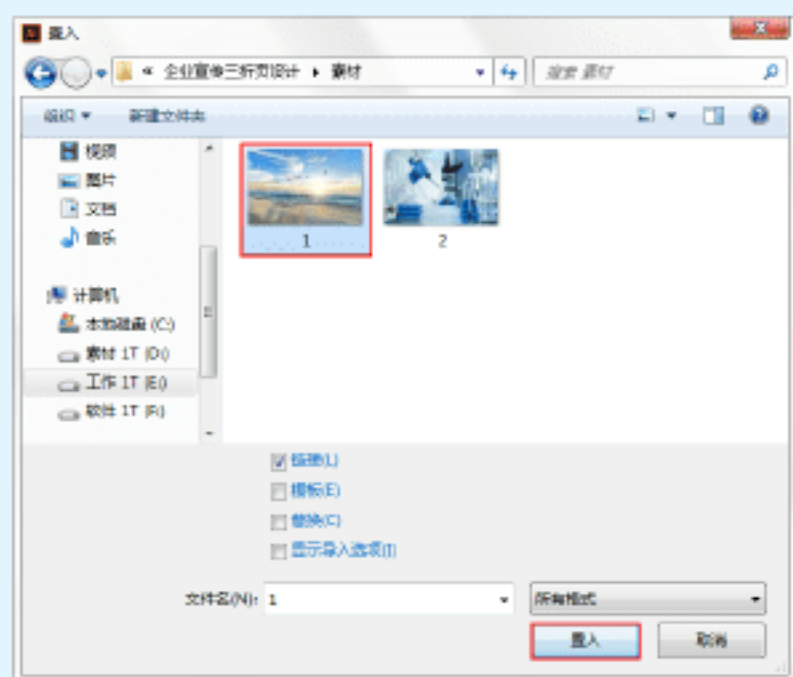 置入
« 企业宣传三折页设计 ▸ 素材
搜索 素材
组织 ▼ 新建文件夹
视频
图片
文档
音乐
计算机
本地磁盘 (C:)
素材 1T (D:)
工作 1T (E:)
软件 1T (F:)
1
2
链接(L)
模板(E)
替换(C)
显示导入选项(I)
文件名(N): 1
所有格式
置入 取消